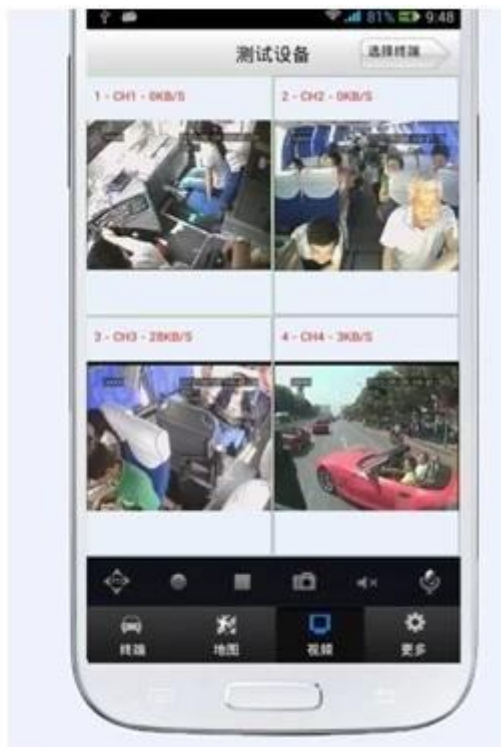 81% 9:48
测试设备 选择终端
1 - CH1 - 0KB/S
2 - CH2 - 0KB/S
3 - CH3 - 28KB/S
4 - CH4 - 3KB/S
终端 地图 视频 更多